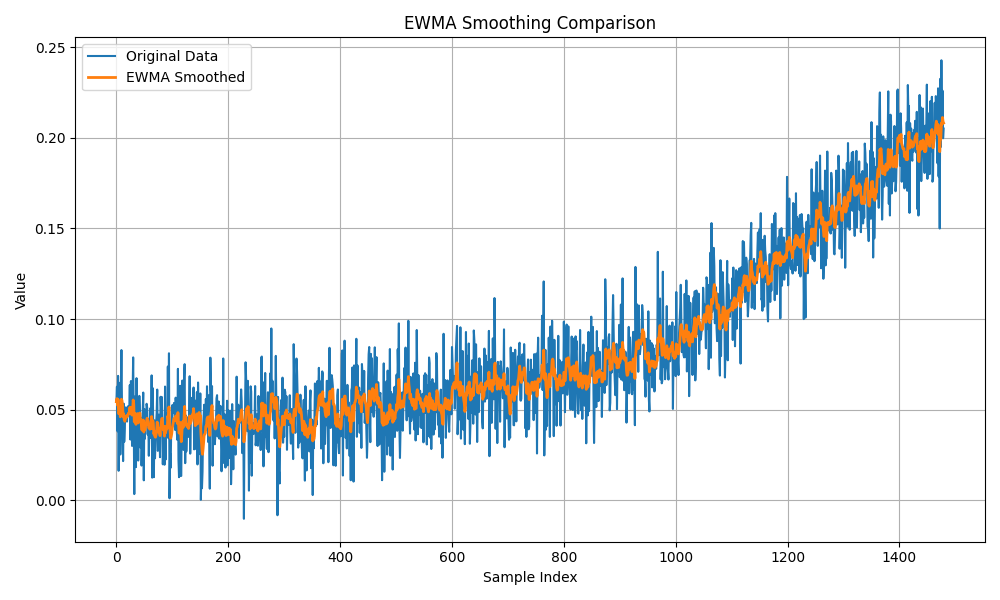 EWMA Smoothing Comparison
Original Data
EWMA Smoothed
Value
0.25
0.20
0.15
0.10
0.05
0.00
0 200 400 600 800 1000 1200 1400
Sample Index